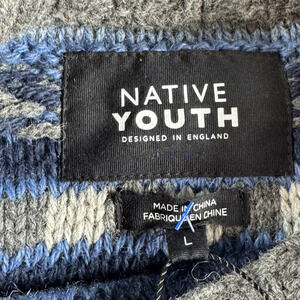 NATIVE
YOUTH
DESIGNED IN ENGLAND
MADE IN CHINA
FABRIQUÉ EN CHINE
L